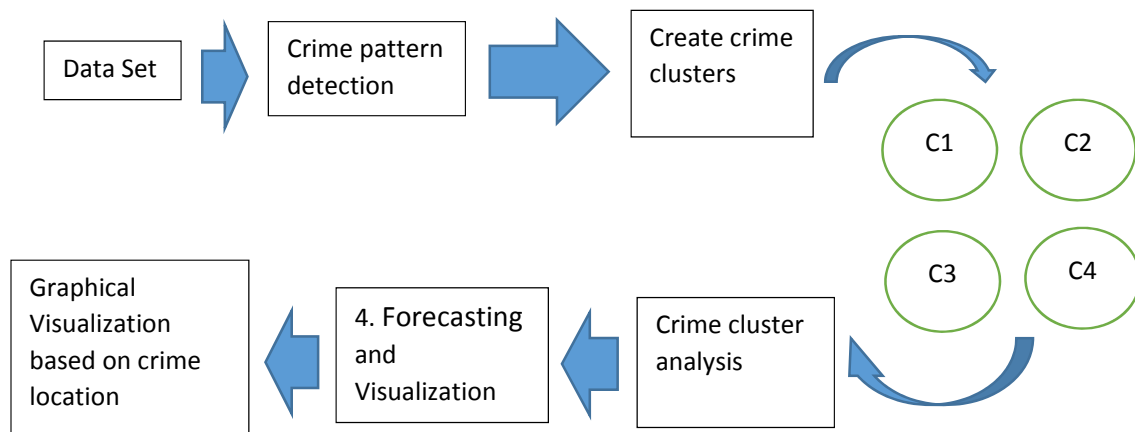 Data Set
Crime pattern
detection
Create crime
clusters
C1
C2
C3
C4
Crime cluster
analysis
4. Forecasting
and
Visualization
Graphical
Visualization
based on crime
location